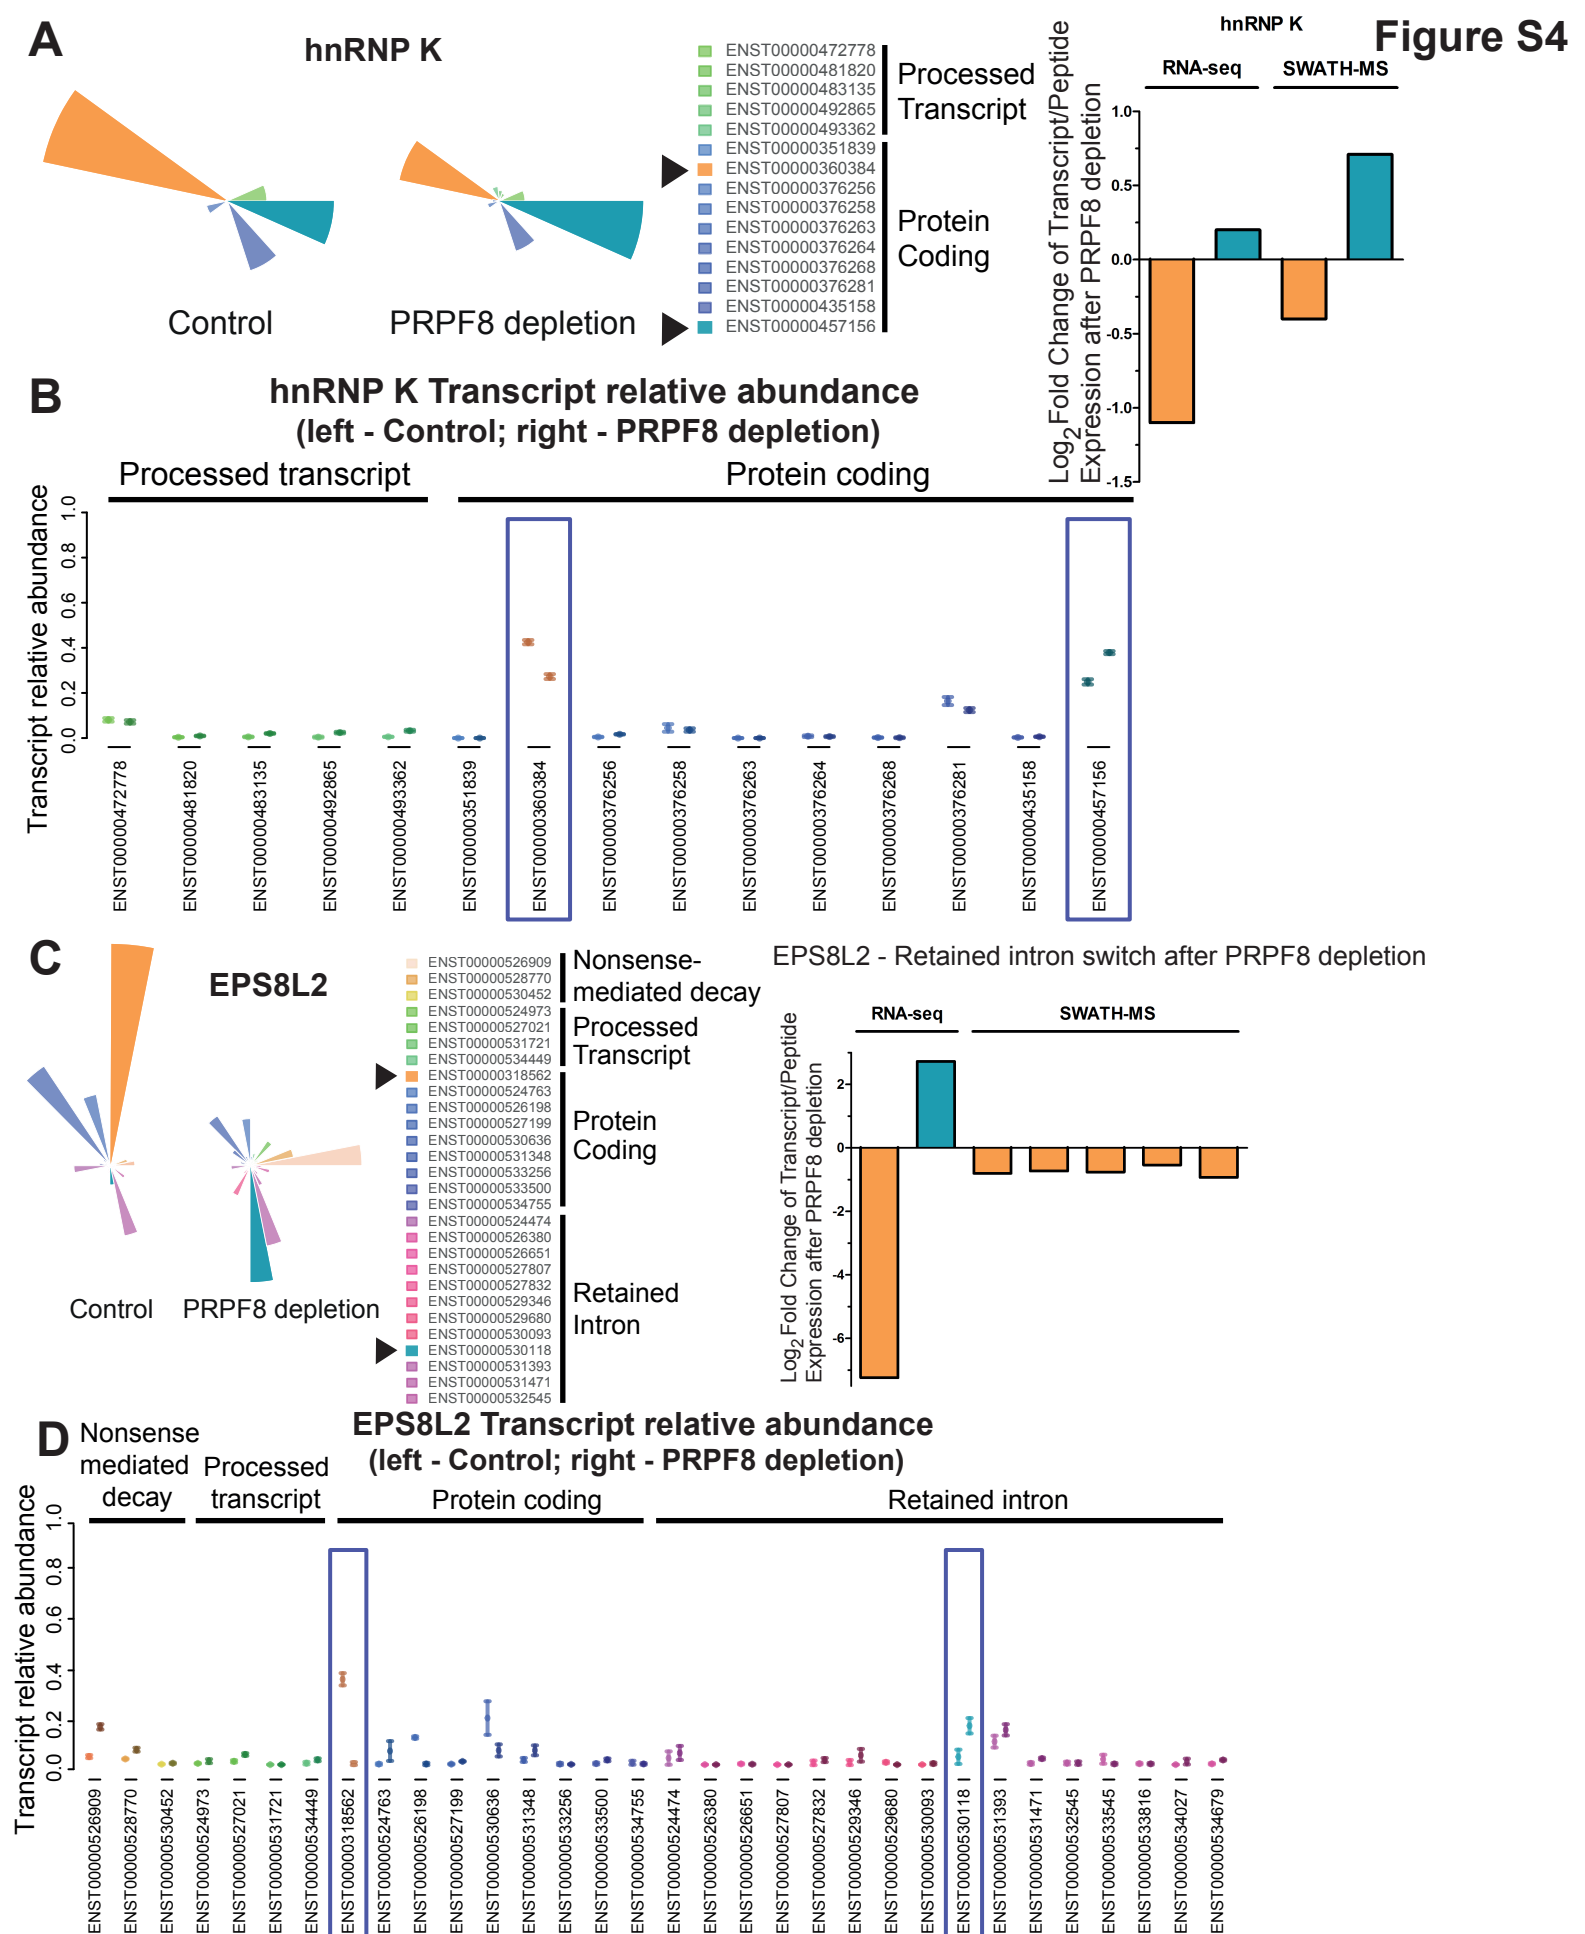 Figure S4
A
hnRNP K
Control
PRPF8 depletion
ENST00000472778
ENST00000481820
ENST00000483135
ENST00000492865
ENST00000493362
ENST00000351839
ENST00000360384
ENST00000376256
ENST00000376258
ENST00000376263
ENST00000376264
ENST00000376268
ENST00000376281
ENST00000435158
ENST00000457156
Processed
Transcript
Protein
Coding
hnRNP K
RNA-seq SWATH-MS
Log2Fold Change of Transcript/Peptide
Expression after PRPF8 depletion
1.0
0.5
0.0
-0.5
-1.0
-1.5
B
hnRNP K Transcript relative abundance
(left - Control; right - PRPF8 depletion)
Processed transcript
Protein coding
Transcript relative abundance
1.0
0.8
0.6
0.4
0.2
0.0
ENST00000472778
ENST00000481820
ENST00000483135
ENST00000492865
ENST00000493362
ENST00000351839
ENST00000360384
ENST00000376256
ENST00000376258
ENST00000376263
ENST00000376264
ENST00000376268
ENST00000376281
ENST00000435158
ENST00000457156
C
EPS8L2
Control
PRPF8 depletion
ENST00000526909
ENST00000528770
ENST00000530452
ENST00000524973
ENST00000527021
ENST00000531721
ENST00000534449
ENST00000318562
ENST00000524763
ENST00000526198
ENST00000527199
ENST00000530636
ENST00000531348
ENST00000533256
ENST00000533500
ENST00000534755
ENST00000524474
ENST00000526380
ENST00000526651
ENST00000527807
ENST00000527832
ENST00000529346
ENST00000529680
ENST00000530093
ENST00000530118
ENST00000531393
ENST00000531471
ENST00000532545
Nonsense-
mediated decay
Processed
Transcript
Protein
Coding
Retained
Intron
EPS8L2 - Retained intron switch after PRPF8 depletion
RNA-seq SWATH-MS
Log2Fold Change of Transcript/Peptide
Expression after PRPF8 depletion
2
0
-2
-4
-6
D
EPS8L2 Transcript relative abundance
(left - Control; right - PRPF8 depletion)
Nonsense
mediated
decay
Processed
transcript
Protein coding
Retained intron
Transcript relative abundance
1.0
0.8
0.6
0.4
0.2
0.0
ENST00000526909
ENST00000528770
ENST00000530452
ENST00000524973
ENST00000527021
ENST00000531721
ENST00000534449
ENST00000318562
ENST00000524763
ENST00000526198
ENST00000527199
ENST00000530636
ENST00000531348
ENST00000533256
ENST00000533500
ENST00000534755
ENST00000524474
ENST00000526380
ENST00000526651
ENST00000527807
ENST00000527832
ENST00000529346
ENST00000529680
ENST00000530093
ENST00000530118
ENST00000531393
ENST00000531471
ENST00000532545
ENST00000533545
ENST00000533816
ENST00000534027
ENST00000534679